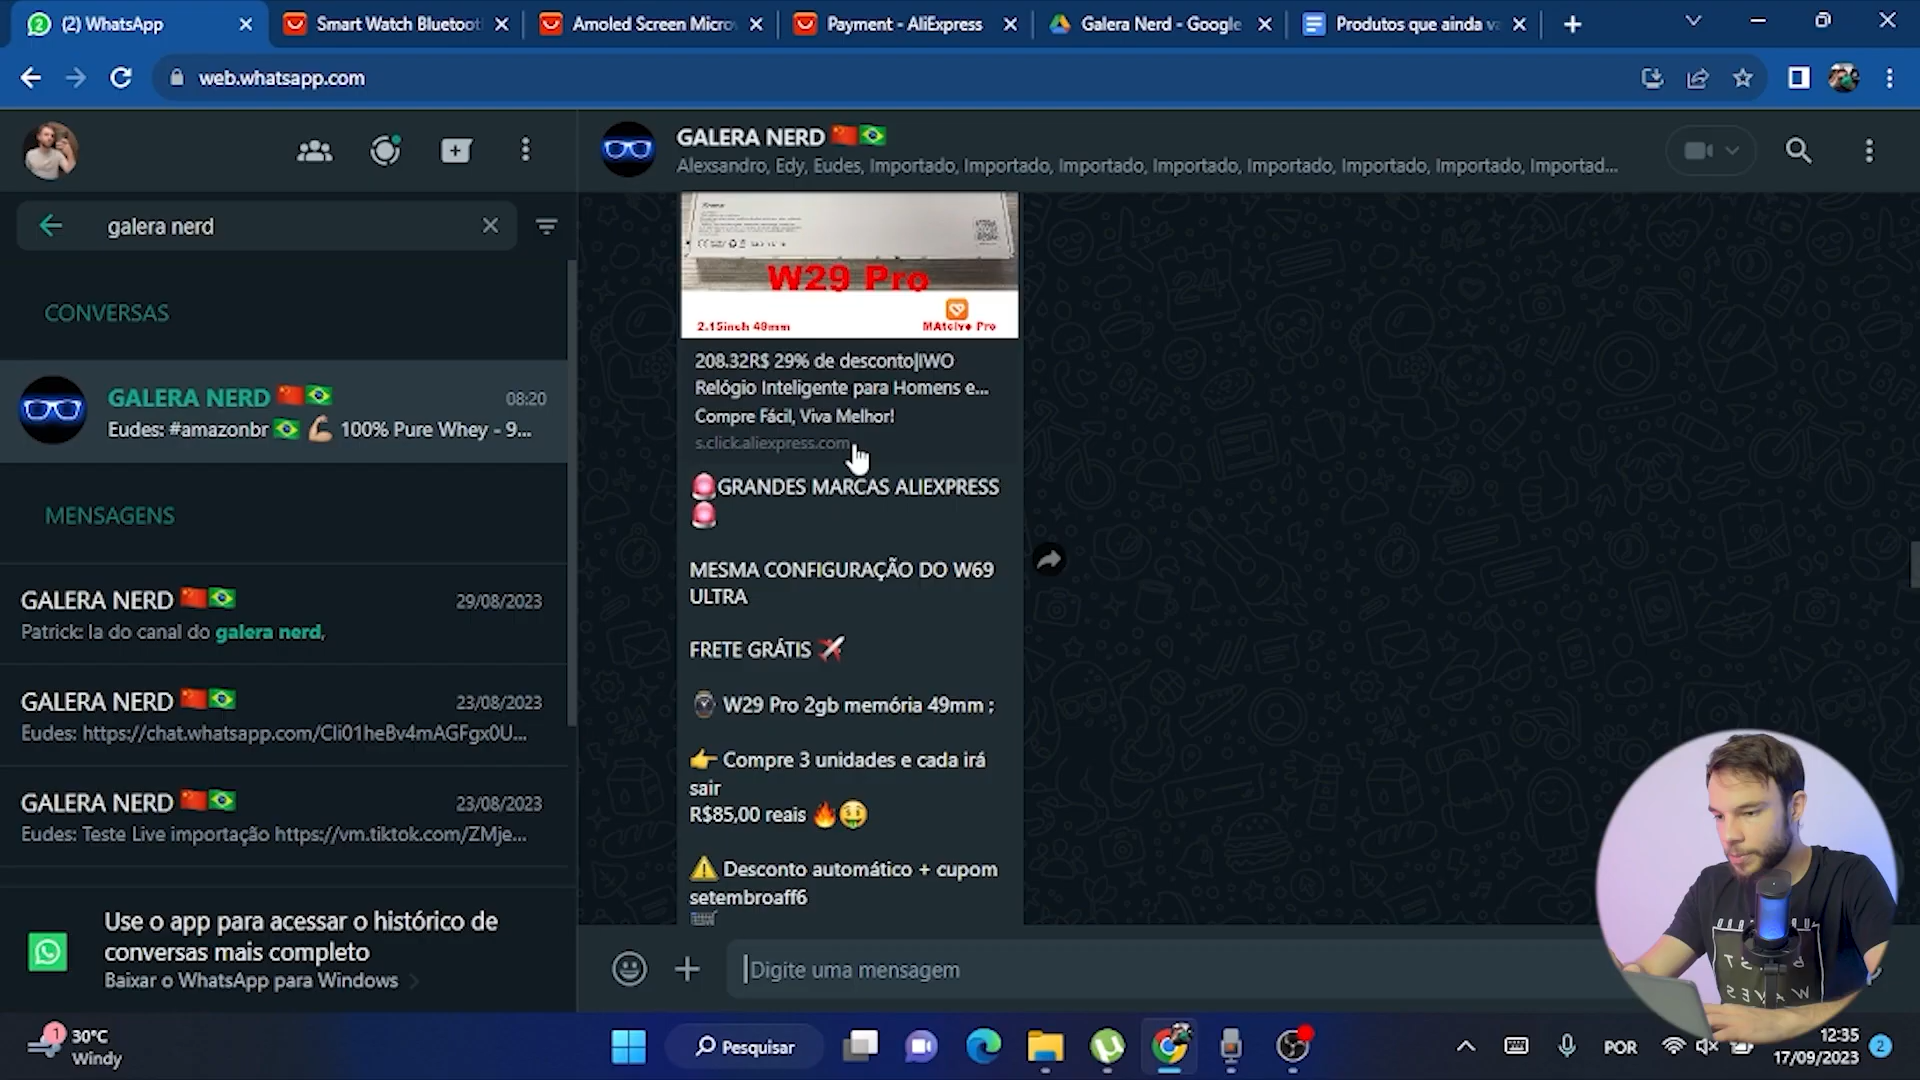 (2) WhatsApp
Smart Watch Bluetoot
Amoled Screen Micro
Payment - AliExpress
Galera Nerd - Google
Produtos que ainda va
web.whatsapp.com
GALERA NERD
Alexsandro, Edy, Eudes, Importado, Importado, Importado, Importado, Importado, Importado, Importado, Importad...
galera nerd
CONVERSAS
GALERA NERD
08:20
Eudes: #amazonbr 100% Pure Whey - 9...
MENSAGENS
GALERA NERD
29/08/2023
Patrick: la do canal do galera nerd,
GALERA NERD
23/08/2023
Eudes: https://chat.whatsapp.com/Cli01heBv4mAGFgx0U...
GALERA NERD
23/08/2023
Eudes: Teste Live importação https://vm.tiktok.com/ZMje...
Use o app para acessar o histórico de
conversas mais completo
Baixar o WhatsApp para Windows
W29 Pro
2.15inch 49mm
208.32R$ 29% de desconto|IWO
Relógio Inteligente para Homens e...
Compre Fácil, Viva Melhor!
s.click.aliexpress.com
GRANDES MARCAS ALIEXPRESS
MESMA CONFIGURAÇÃO DO W69
ULTRA
FRETE GRÁTIS
W29 Pro 2gb memória 49mm ;
Compre 3 unidades e cada irá
sair
R$85,00 reais
Desconto automático + cupom
setembroaff6
Digite uma mensagem
1
30°C
Windy
Pesquisar
POR
12:35
17/09/2023
2